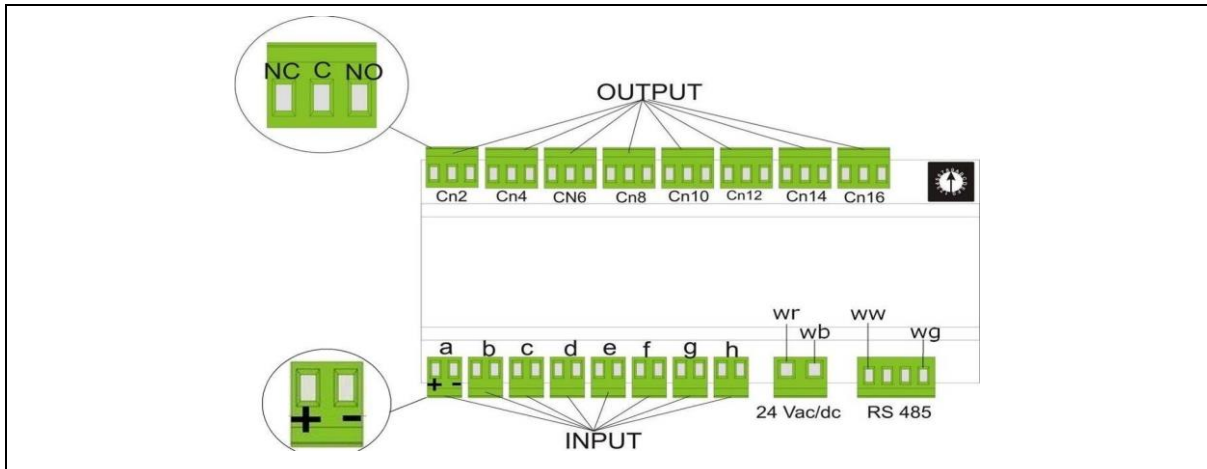 NC C NO
OUTPUT
Cn2 Cn4 CN6 Cn8 Cn10 Cn12 Cn14 Cn16
wr ww
wb wg
a b c d e f g h
+ -
+ -
24 Vac/dc RS 485
INPUT